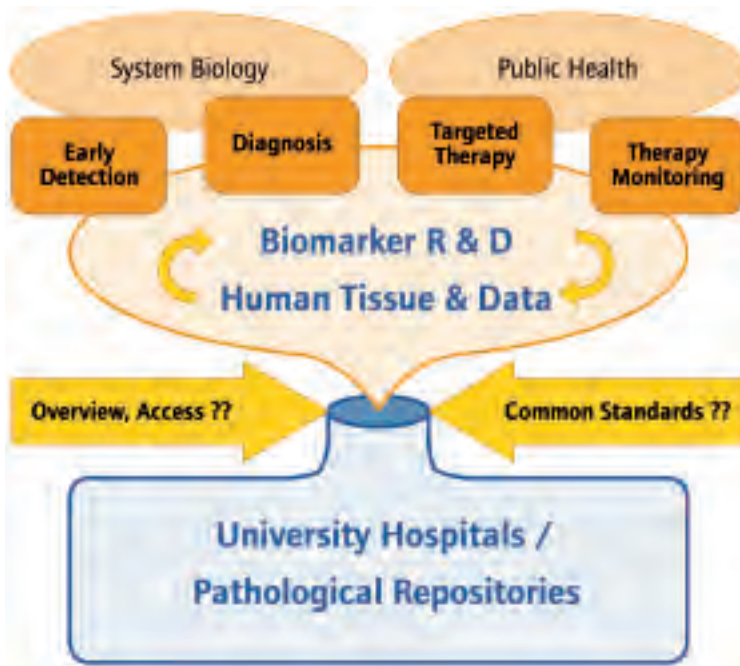 System Biology
Public Health
Early
Detection
Diagnosis
Targeted
Therapy
Therapy
Monitoring
Biomarker R & D
Human Tissue & Data
Overview, Access ??
Common Standards ??
University Hospitals /
Pathological Repositories